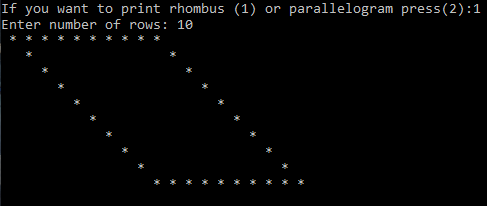 If you want to print rhombus (1) or parallelogram press(2):1
Enter number of rows: 10
 * * * * * * * * * *
   *                 *
     *                 *
       *                 *
         *                 *
           *                 *
             *                 *
               *                 *
                 *                 *
                   * * * * * * * * * *